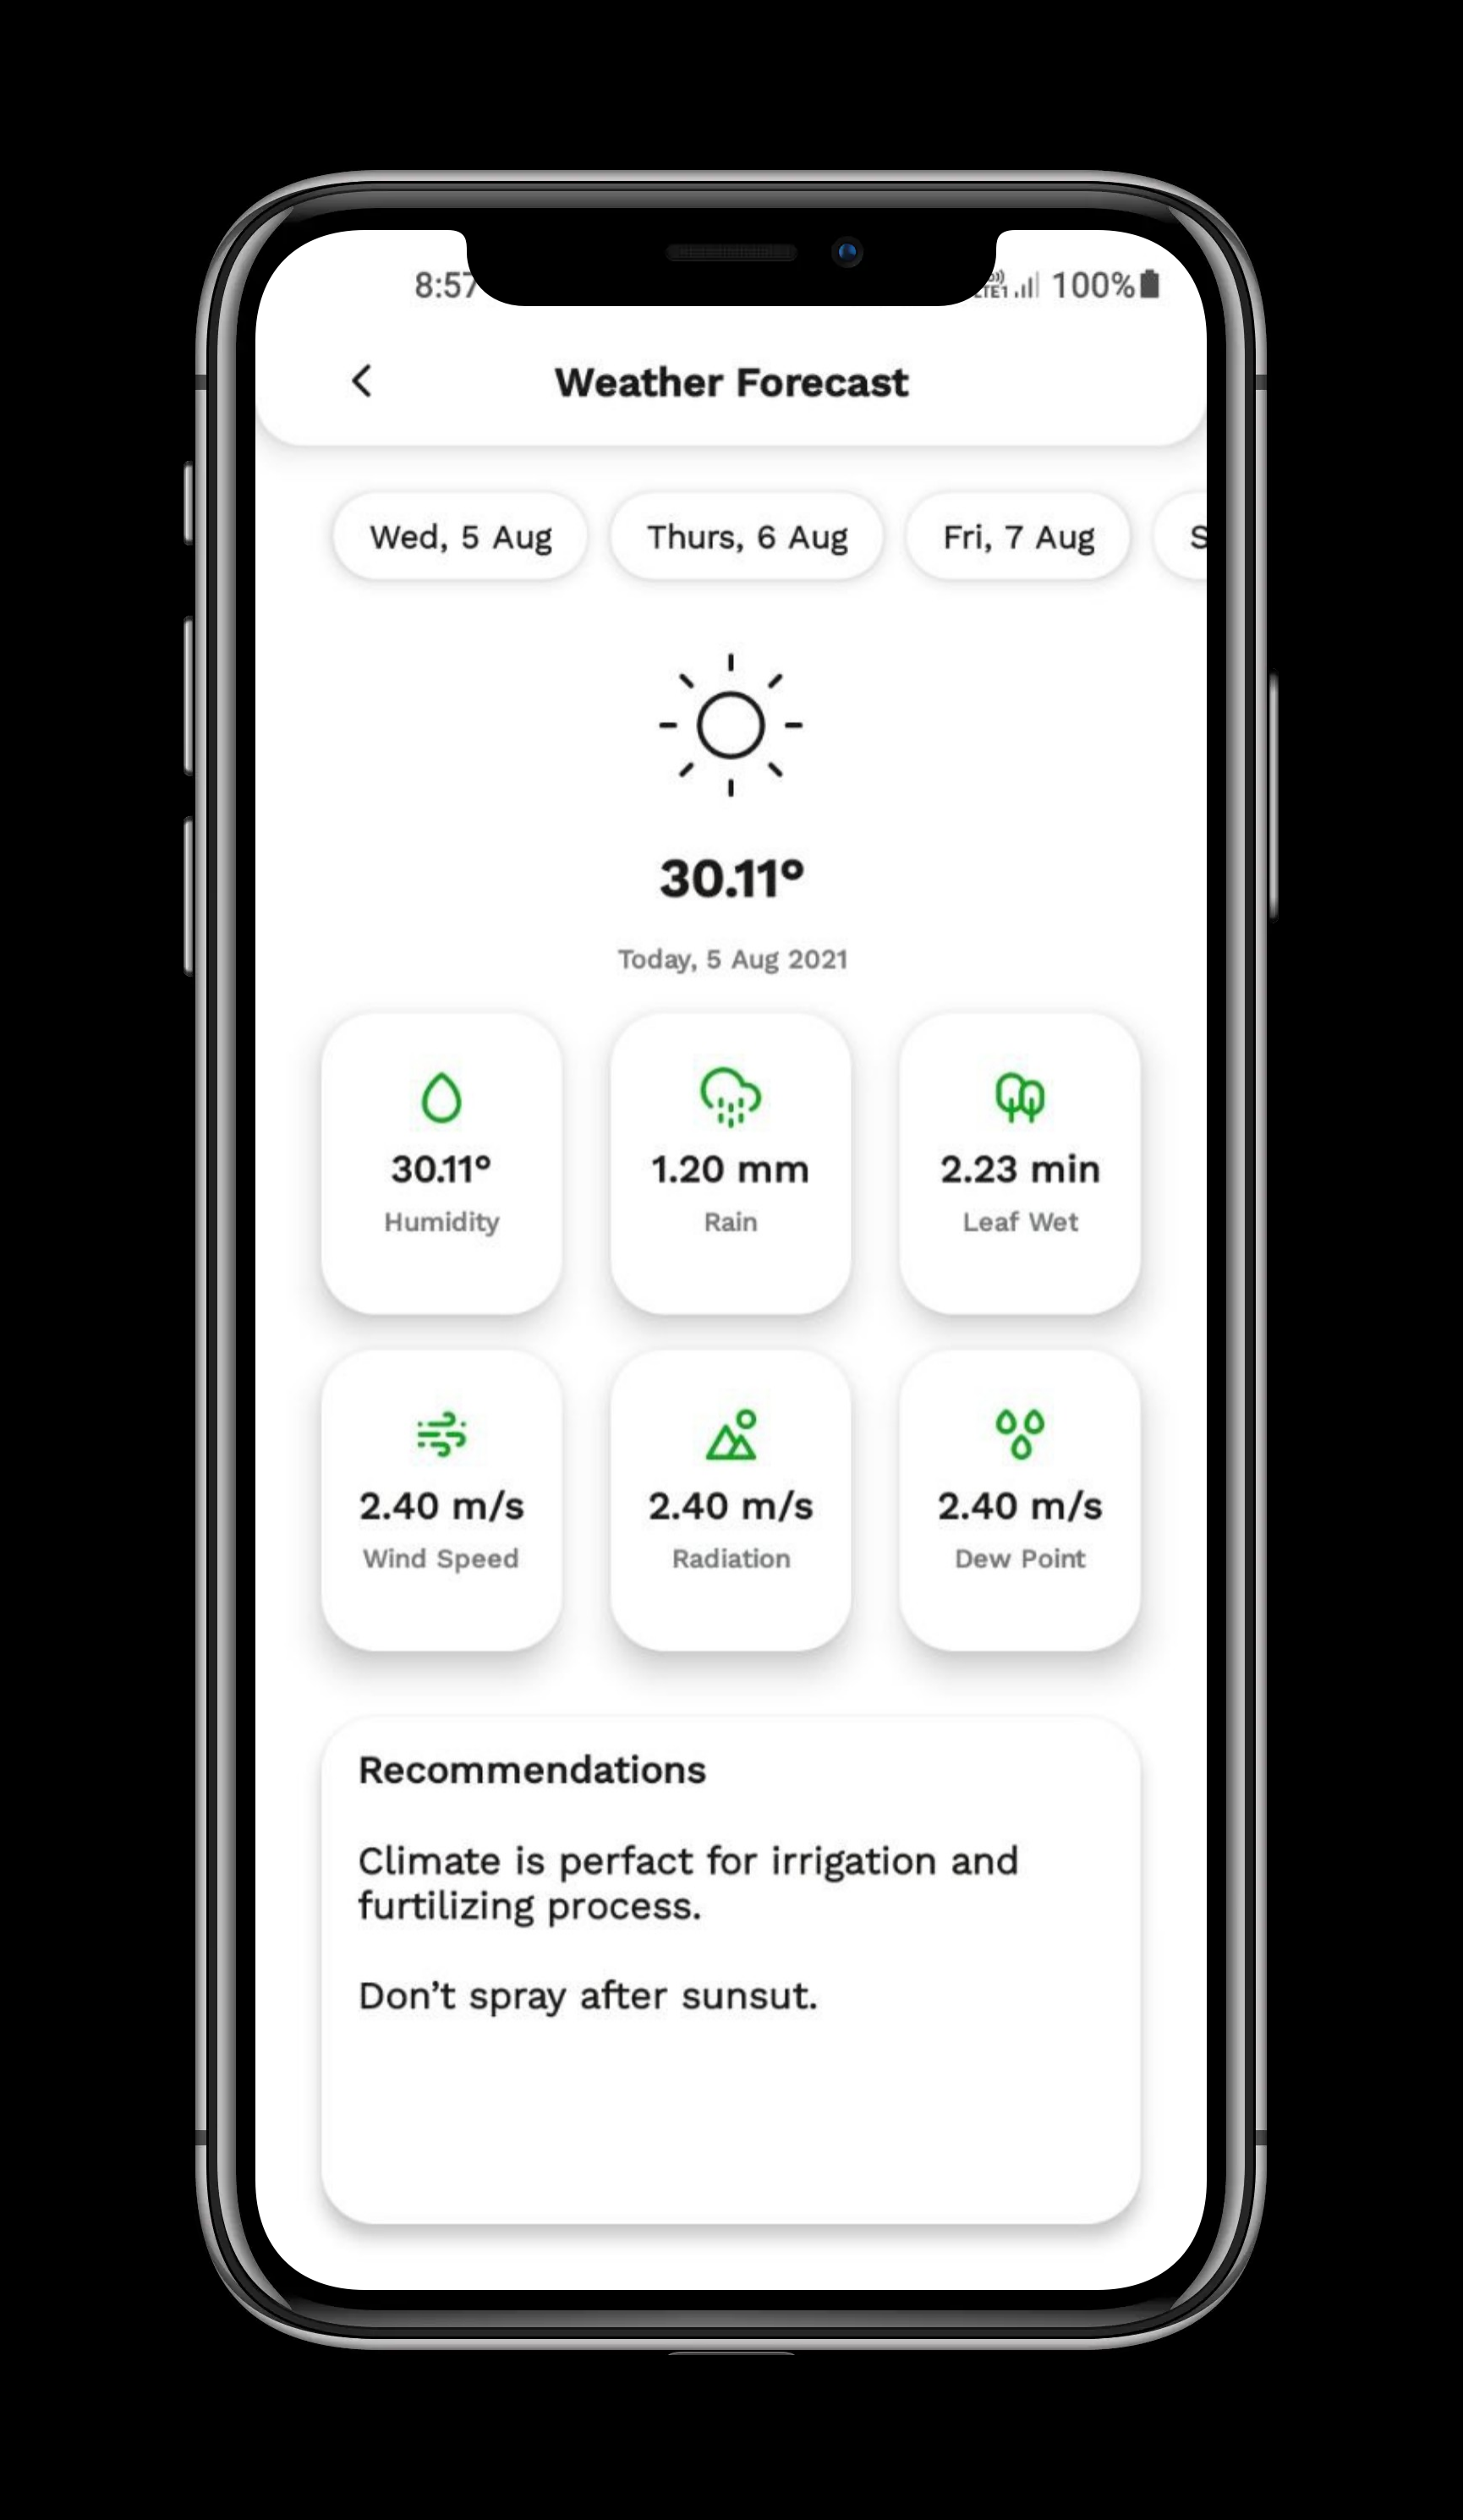 8:57
100%
Weather Forecast
Wed, 5 Aug
Thurs, 6 Aug
Fri, 7 Aug
30.11°
Today, 5 Aug 2021
30.11°
1.20 mm
2.23 min
Humidity
Rain
Leaf Wet
2.40 m/s
2.40 m/s
2.40 m/s
Wind Speed
Radiation
Dew Point
Recommendations
Climate is perfact for irrigation and
furtilizing process.
Don’t spray after sunsut.